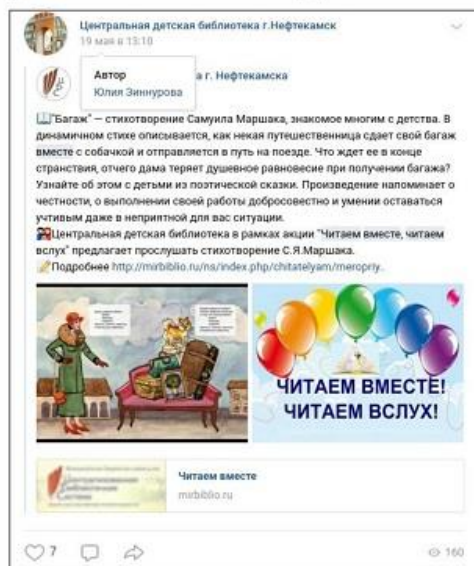 Центральная детская библиотека г.Нефтекамск
19 мая в 13:10
Автор
Юлия Зиннурова
а г. Нефтекамска
"Багаж" — стихотворение Самуила Маршака, знакомое многим с детства. В
динамичном стихе описывается, как некая путешественница сдает свой багаж
вместе с собачкой и отправляется в путь на поезде. Что ждет ее в конце
странствия, отчего дама теряет душевное равновесие при получении багажа?
Узнайте об этом с детьми из поэтической сказки. Произведение напоминает о
честности, о выполнении своей работы добросовестно и умении оставаться
учтивым даже в неприятной для вас ситуации.
Центральная детская библиотека в рамках акции "Читаем вместе, читаем
вслух" предлагает прослушать стихотворение С.Я.Маршака.
Подробнее http://mirbiblio.ru/ns/index.php/chitatelyam/meropriy..
ЧИТАЕМ ВМЕСТЕ!
ЧИТАЕМ ВСЛУХ!
Централизованная
Библиотечная
Система
Читаем вместе
mirbiblio.ru
7
160